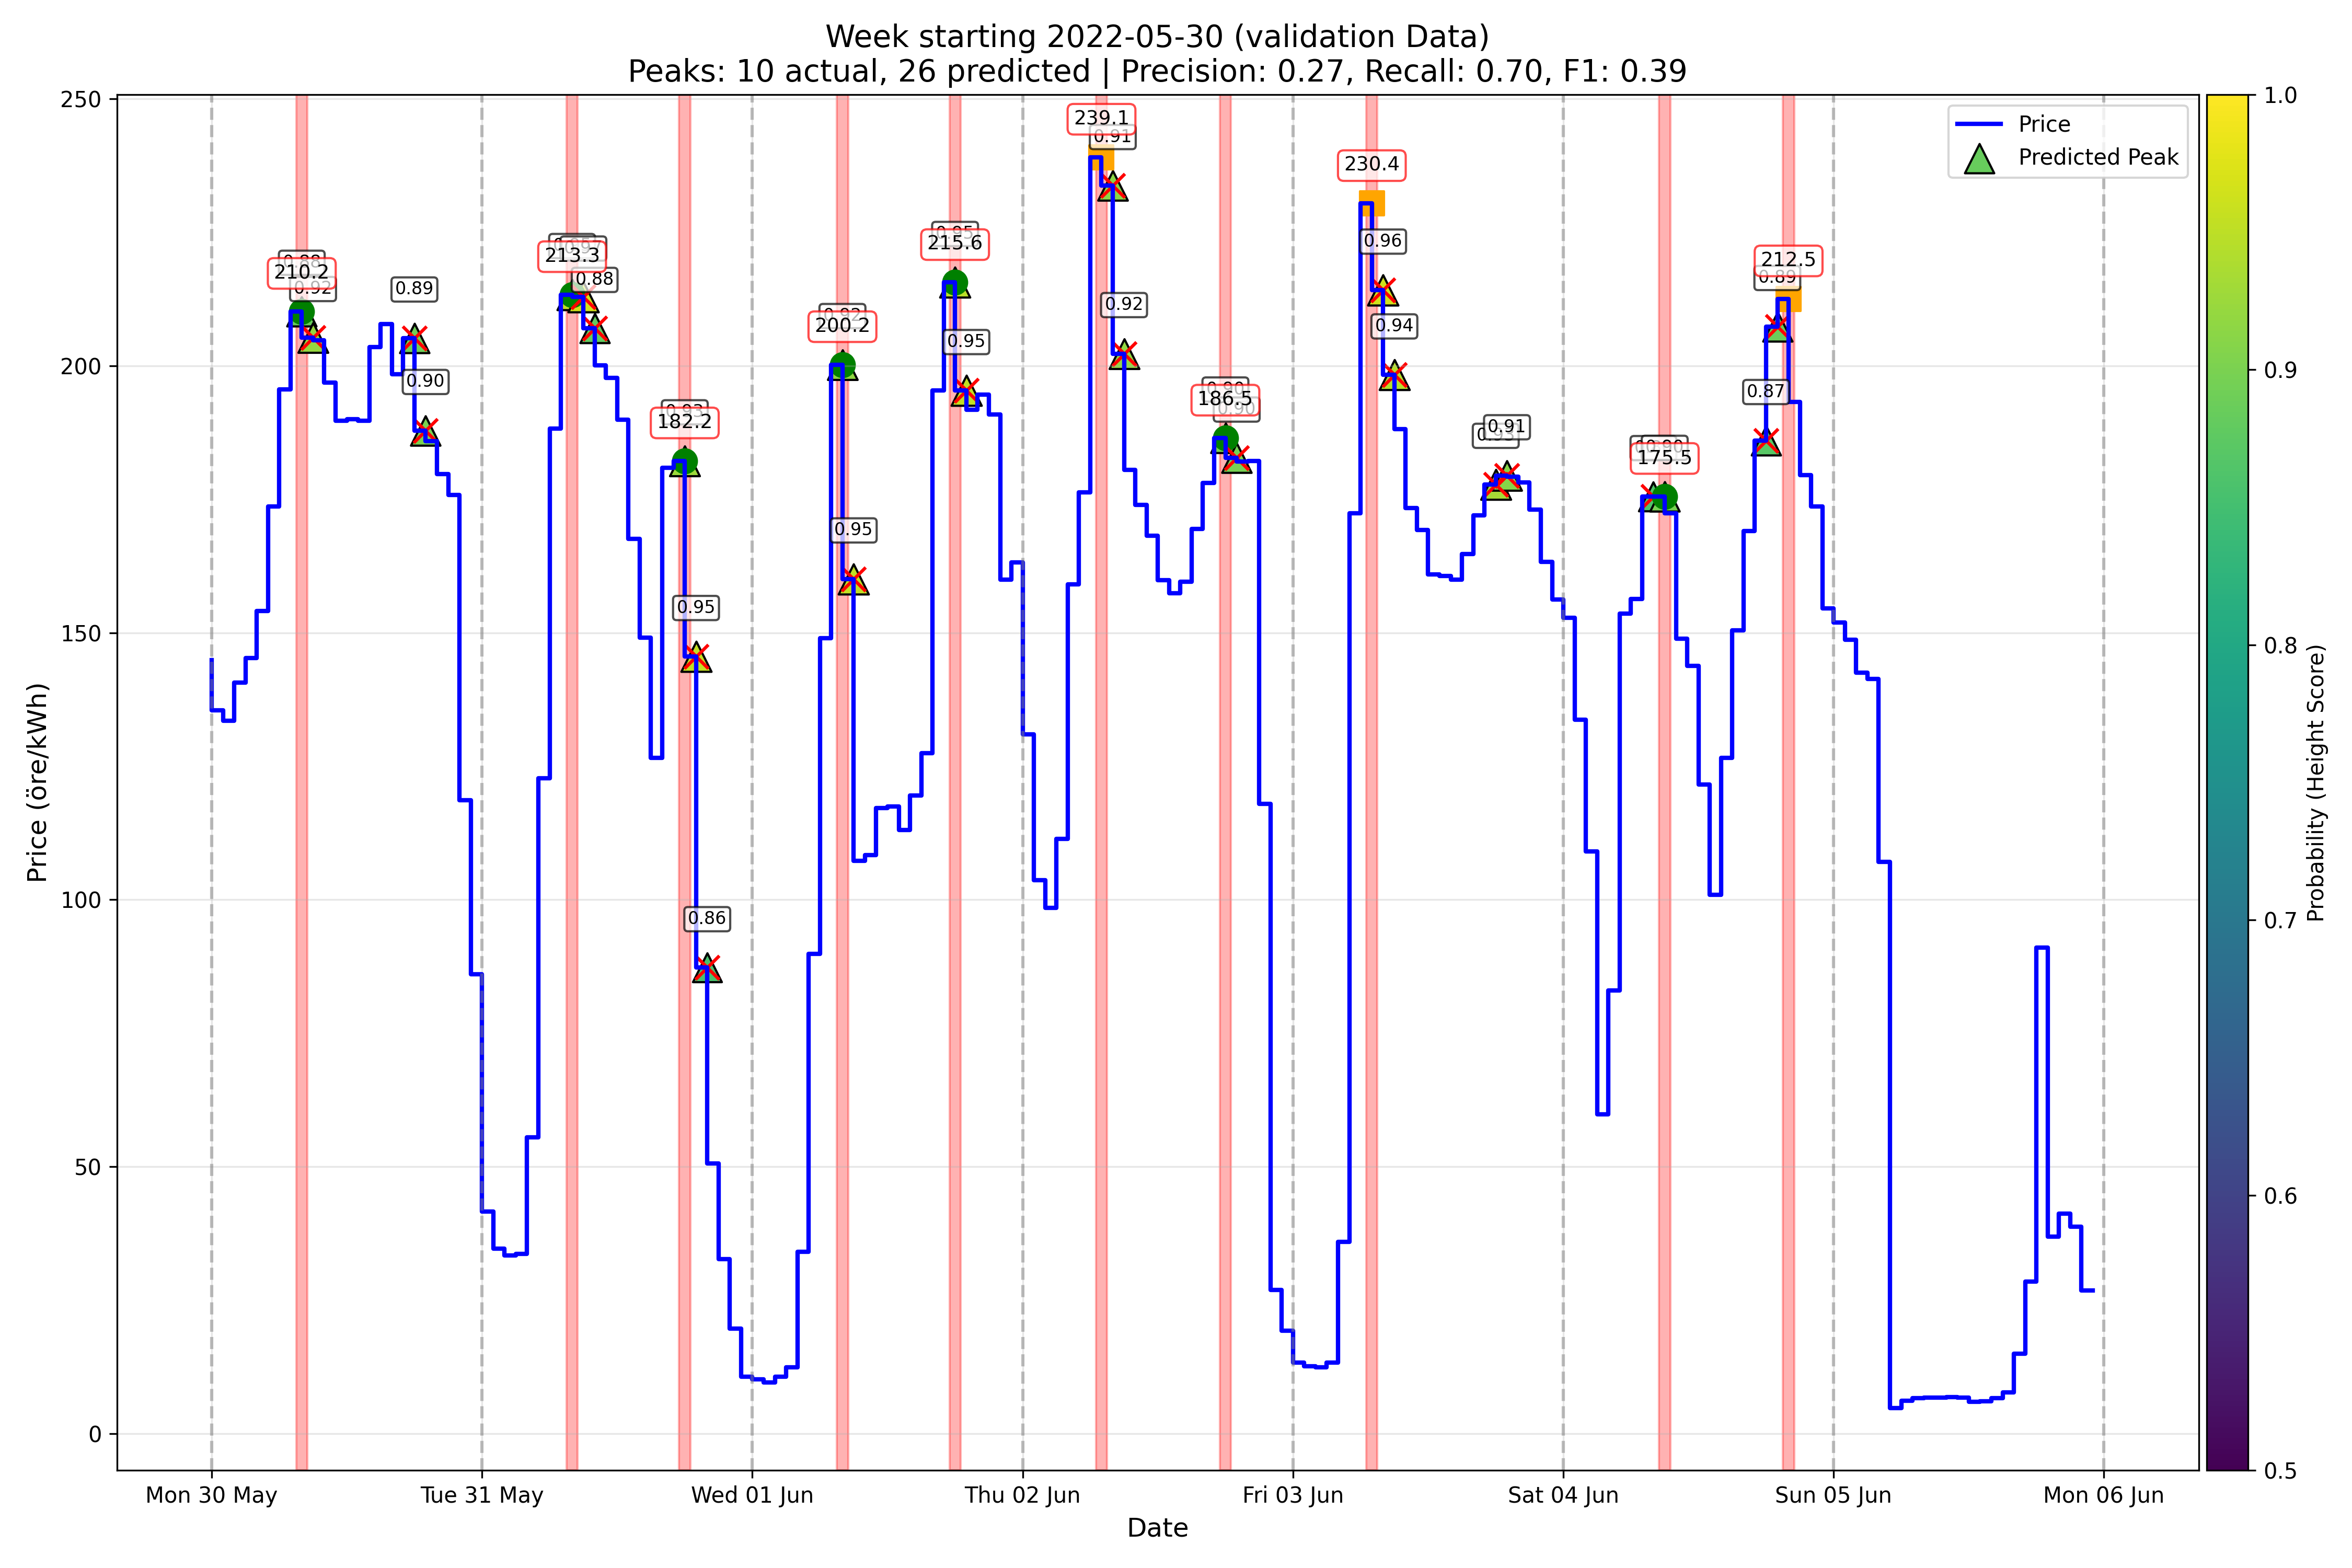 Week starting 2022-05-30 (validation Data)
Peaks: 10 actual, 26 predicted | Precision: 0.27, Recall: 0.70, F1: 0.39
Price (öre/kWh)
250
200
150
100
50
0
Price
Predicted Peak
239.1
0.91
230.4
0.96
0.94
210.2
0.92
0.89
0.90
213.3
0.88
182.2
0.95
0.86
200.2
0.95
215.6
0.95
0.92
186.5
0.90
0.91
175.5
212.5
0.89
0.87
Mon 30 May
Tue 31 May
Wed 01 Jun
Thu 02 Jun
Fri 03 Jun
Sat 04 Jun
Sun 05 Jun
Mon 06 Jun
Date
1.0
0.9
0.8
0.7
0.6
0.5
Probability (Height Score)